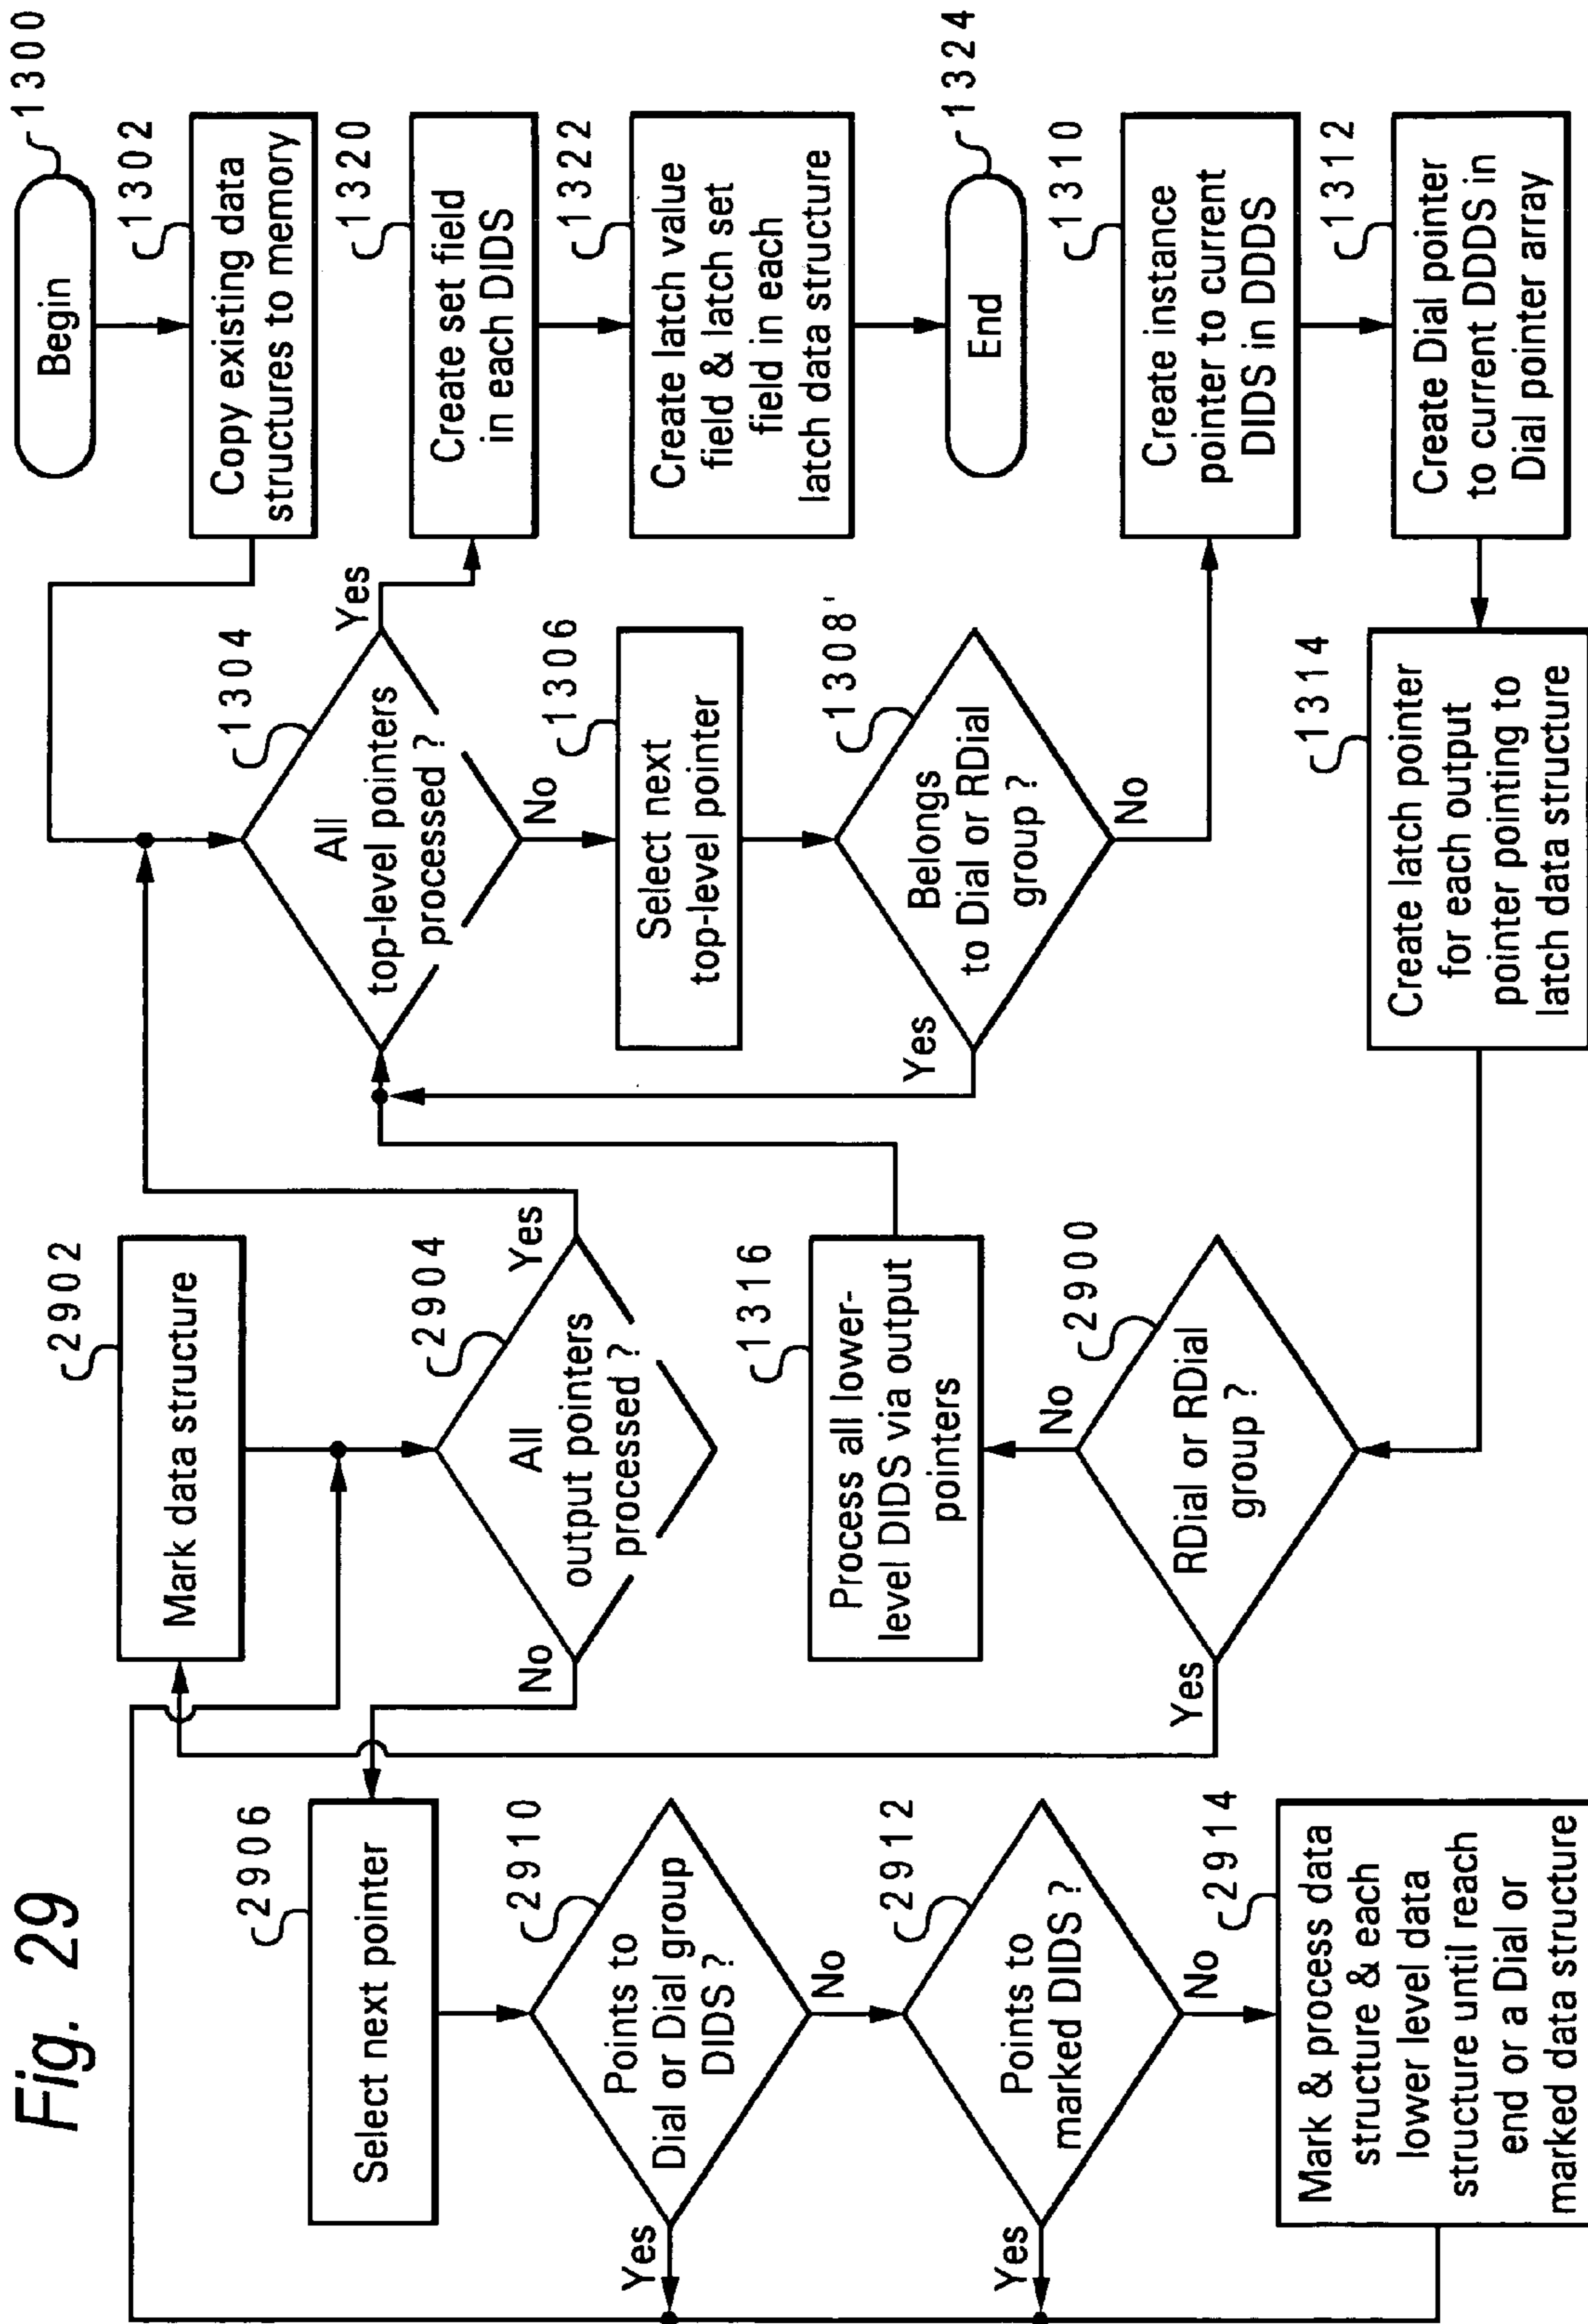 Fig. 29
Begin
1300
Copy existing data
structures to memory
1302
All
top-level pointers
processed ?
1304
Yes
No
Create set field
in each DIDS
1320
Create latch value
field & latch set
field in each
latch data structure
1322
End
1324
Select next
top-level pointer
1306
Belongs
to Dial or RDial
group ?
1308'
Yes
No
Create instance
pointer to current
DIDS in DDDS
1310
Create Dial pointer
to current DDDS in
Dial pointer array
1312
Create latch pointer
for each output
pointer pointing to
latch data structure
1314
RDial or RDial
group ?
2900
No
Yes
Process all lower-
level DIDS via output
pointers
1316
Mark data structure
2902
All
output pointers
processed ?
2904
Yes
No
Select next pointer
2906
Points to
Dial or Dial group
DIDS ?
2910
Yes
No
Points to
marked DIDS ?
2912
Yes
No
Mark & process data
structure & each
lower level data
structure until reach
end or a Dial or
marked data structure
2914